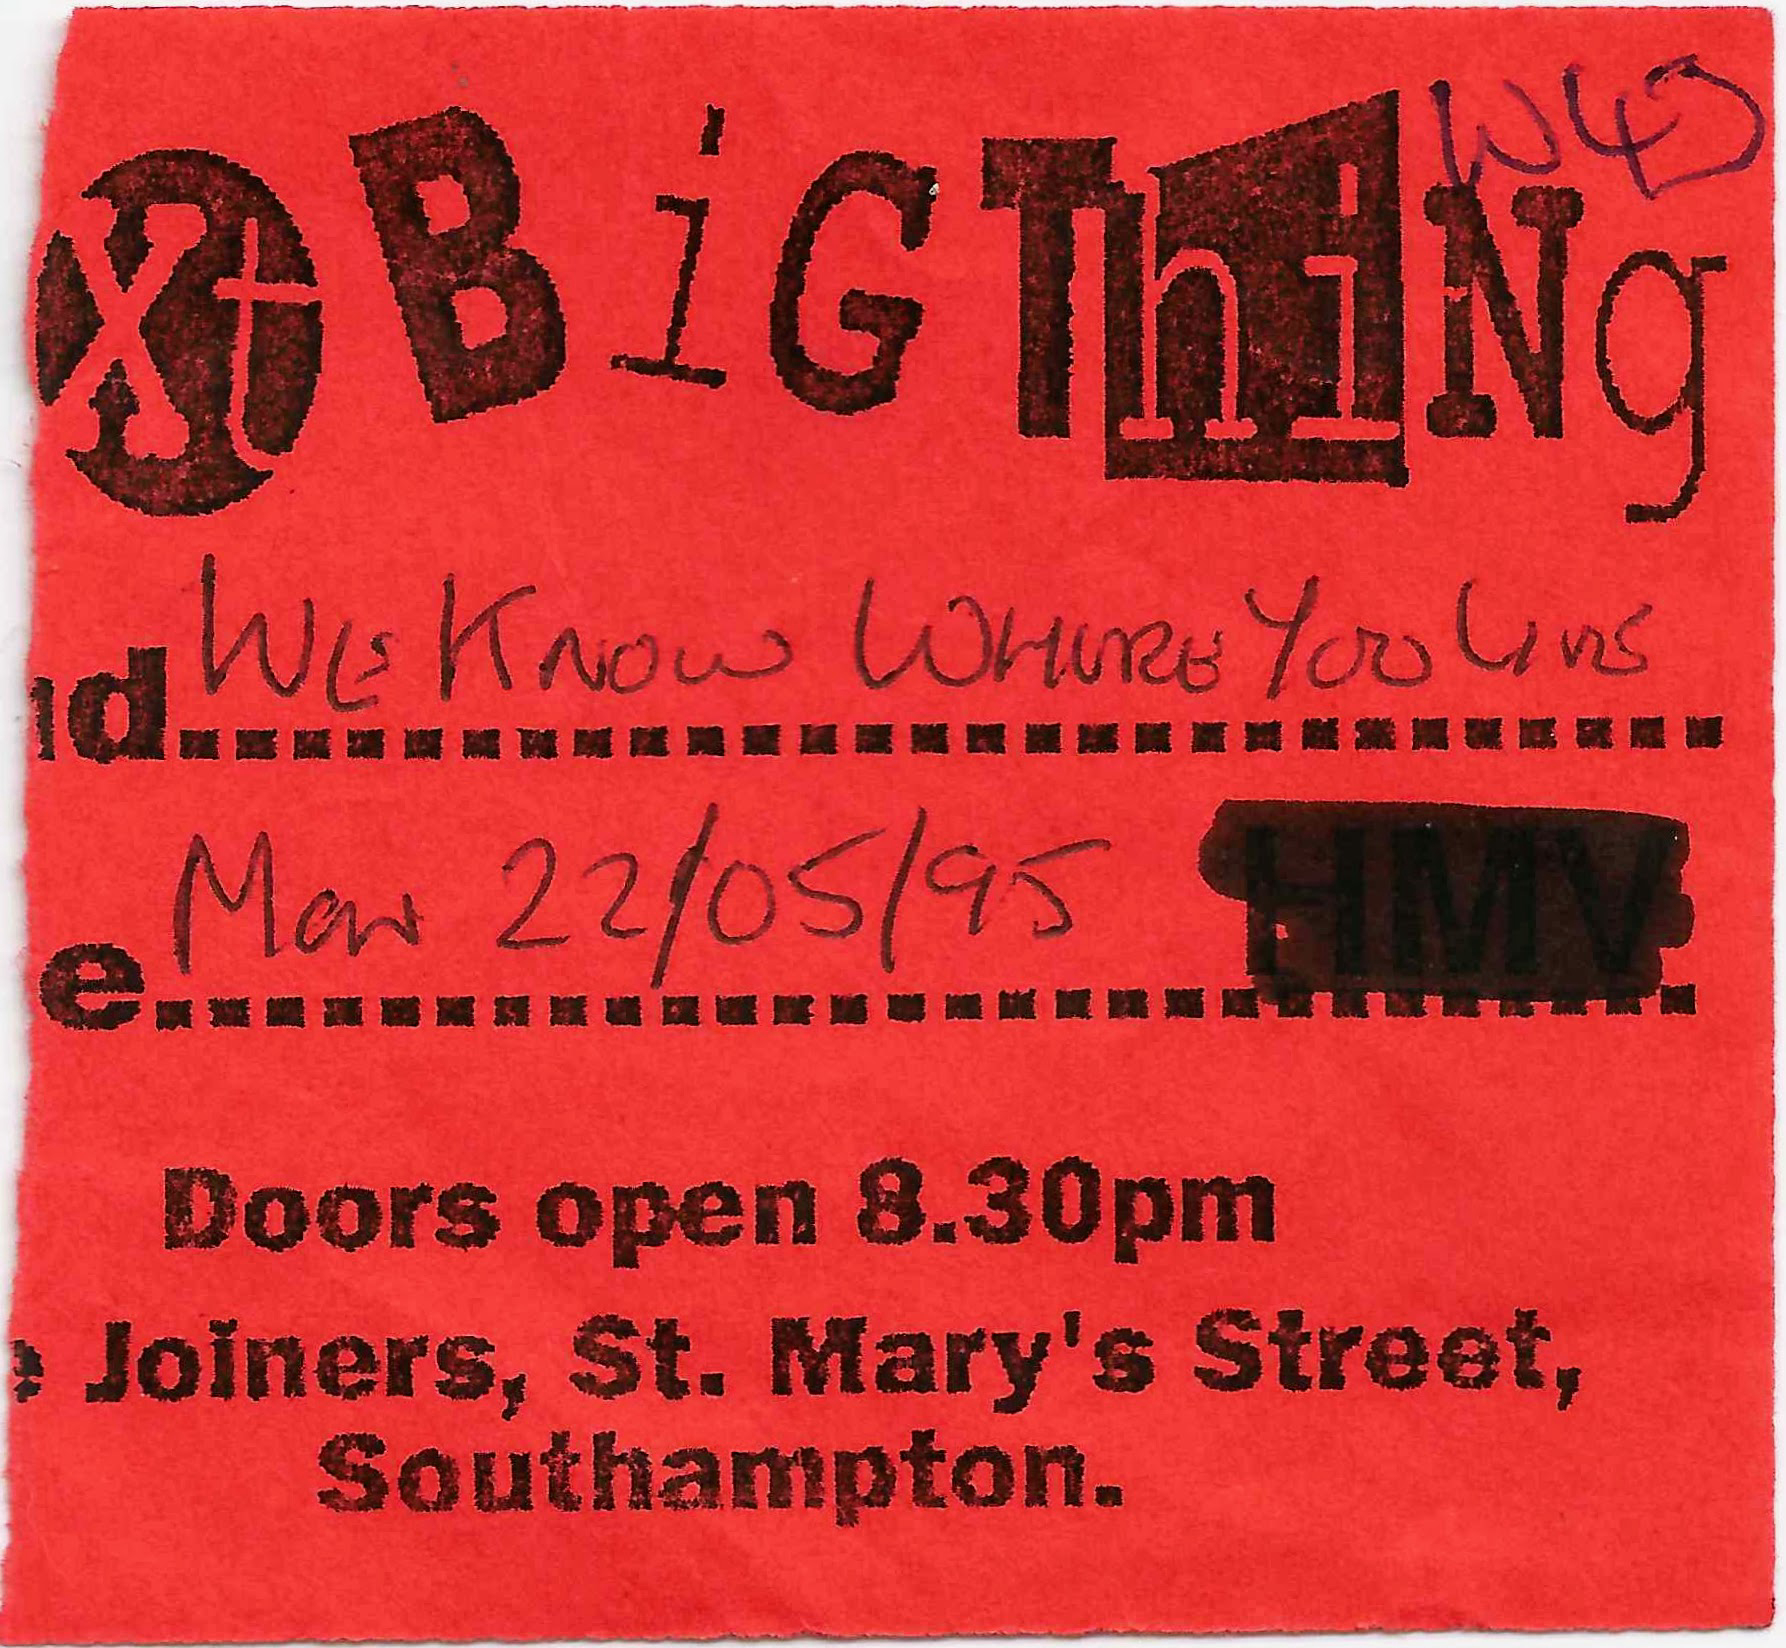 xt BiG ThiNg
nd We Know Where You Live
e Mon 22/05/95 HMV
Doors open 8.30pm
e Joiners, St. Mary's Street,
Southampton.